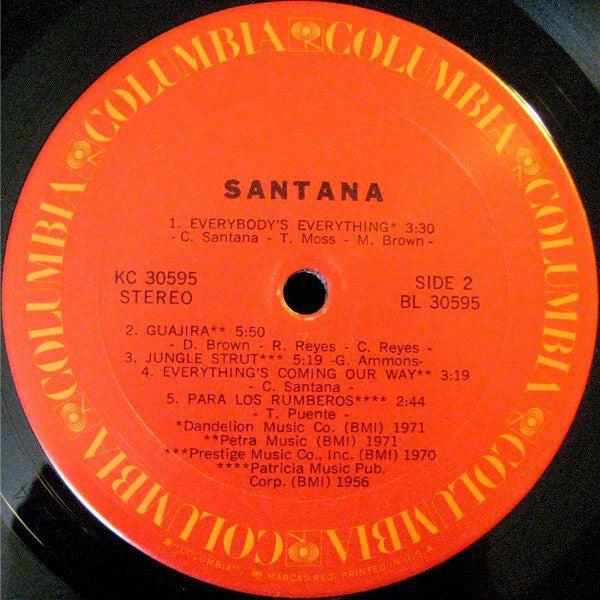 COLUMBIA COLUMBIA COLUMBIA COLUMBIA COLUMBIA COLUMBIA
SANTANA
1. EVERYBODY'S EVERYTHING* 3:30
- C. Santana - T. Moss - M. Brown -
KC 30595
STEREO
SIDE 2
BL 30595
2. GUAJIRA** 5:50
- D. Brown - R. Reyes - C. Reyes -
3. JUNGLE STRUT*** 5:19 -G. Ammons-
4. EVERYTHING'S COMING OUR WAY** 3:19
- C. Santana -
5. PARA LOS RUMBEROS**** 2:44
- T. Puente -
*Dandelion Music Co. (BMI) 1971
**Petra Music (BMI) 1971
***Prestige Music Co., Inc. (BMI) 1970
****Patricia Music Pub.
Corp. (BMI) 1956
"COLUMBIA", MARCAS REG. PRINTED IN U.S.A.